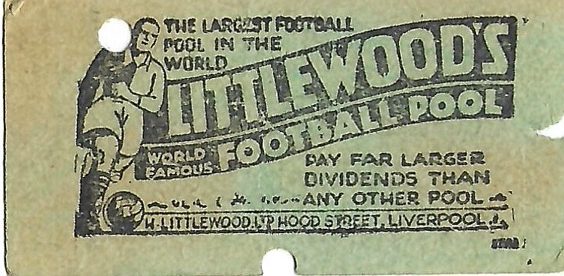 THE LARGEST FOOTBALL
POOL IN THE
WORLD
LITTLEWOOD'S
WORLD
FAMOUS
FOOTBALL POOL
PAY FAR LARGER
DIVIDENDS THAN
ANY OTHER POOL
H. LITTLEWOOD LTD HOOD STREET, LIVERPOOL, 1.